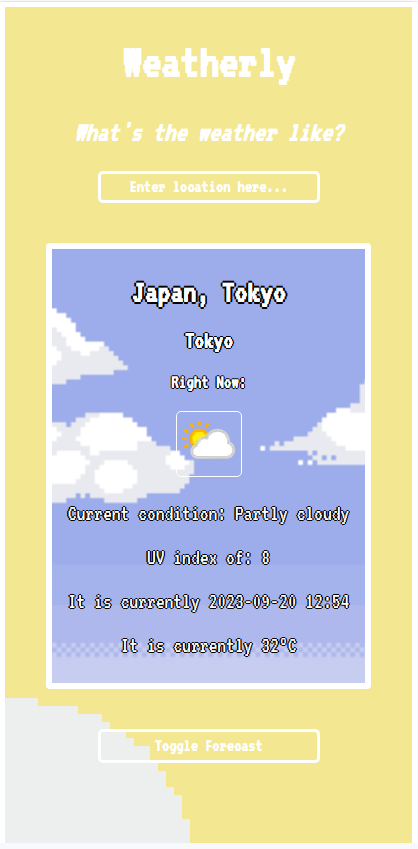 Weatherly
What's the weather like?
Enter location here...
Japan, Tokyo
Tokyo
Right Now:
Current condition: Partly cloudy
UV index of: 8
It is currently 2023-09-20 12:54
It is currently 32°C
Toggle Forecast